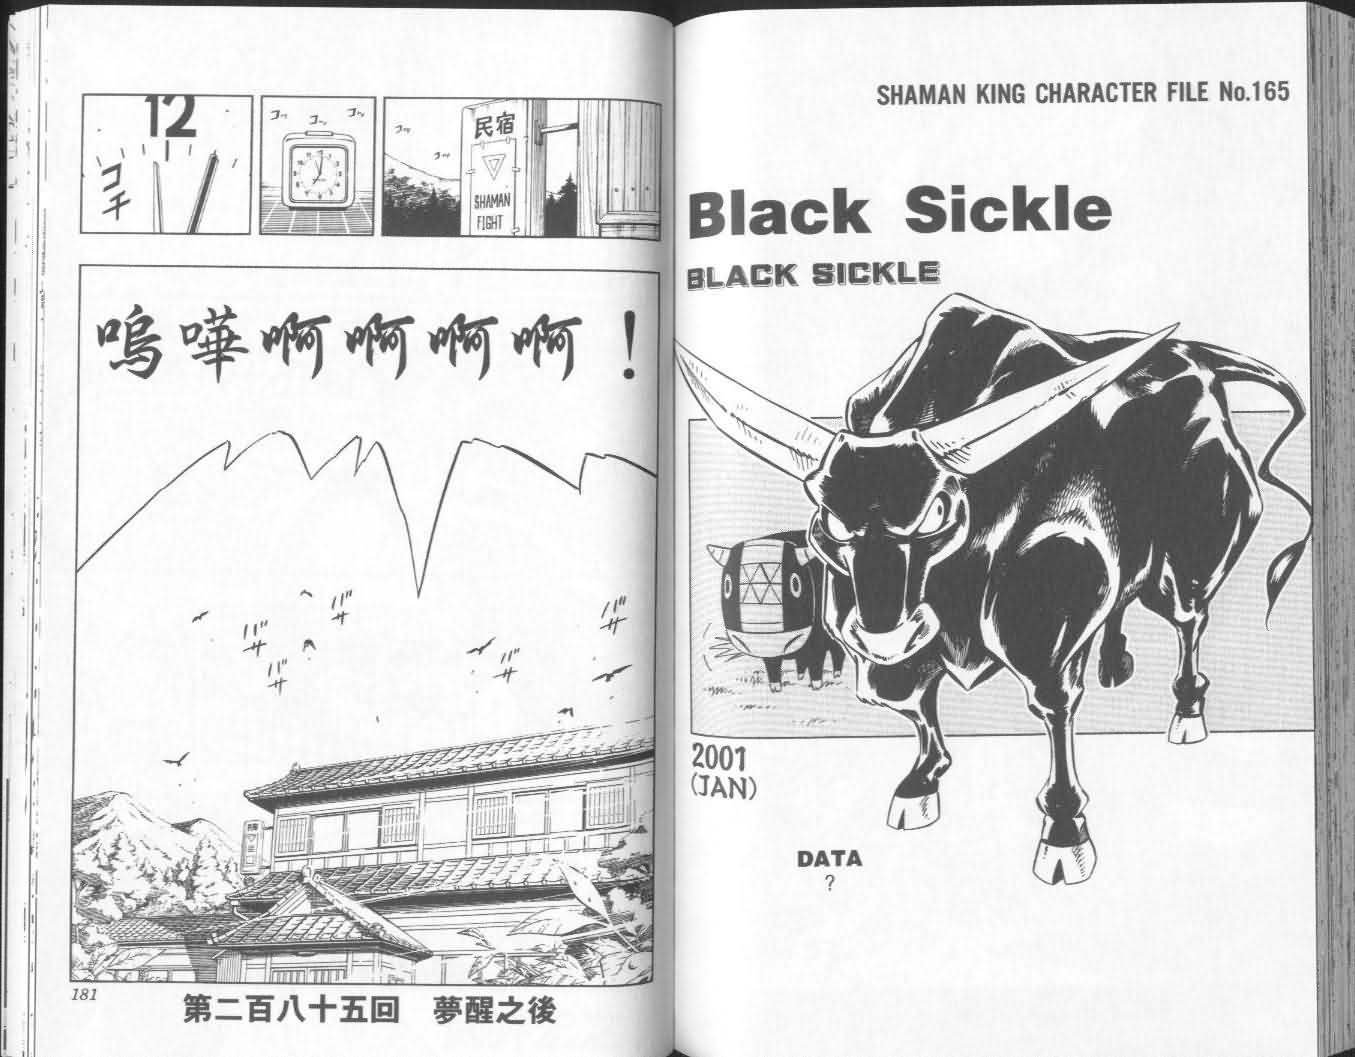 SHAMAN KING CHARACTER FILE No.165
Black Sickle
BLACK SICKLE
2001
(JAN)
DATA
?
12
コチ
コッ
コッ
コッ
コッ
コッ
民宿
SHAMAN
FIGHT
嗚嘩啊啊啊啊！
バサ
バサ
バサ
バサ
バサ
181
第二百八十五回 夢醒之後